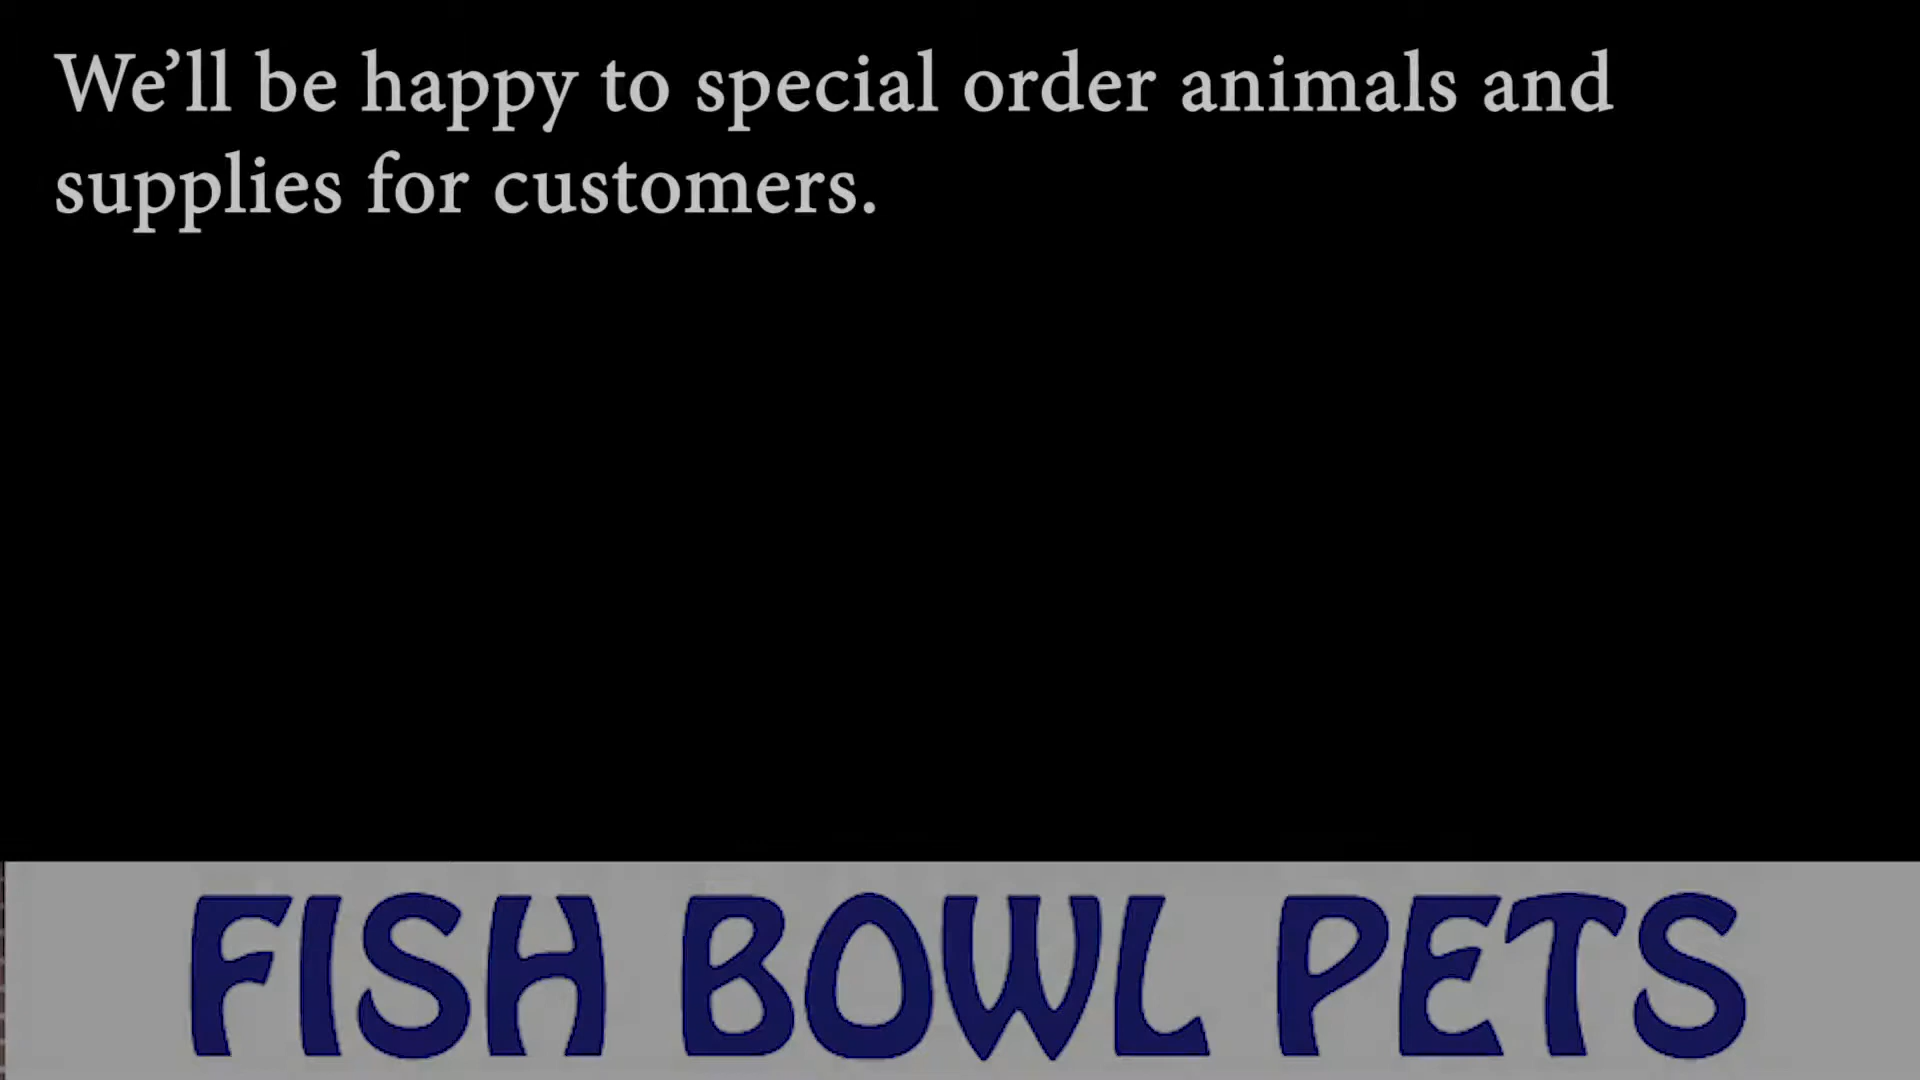 We’ll be happy to special order animals and
supplies for customers.
FISH BOWL PETS